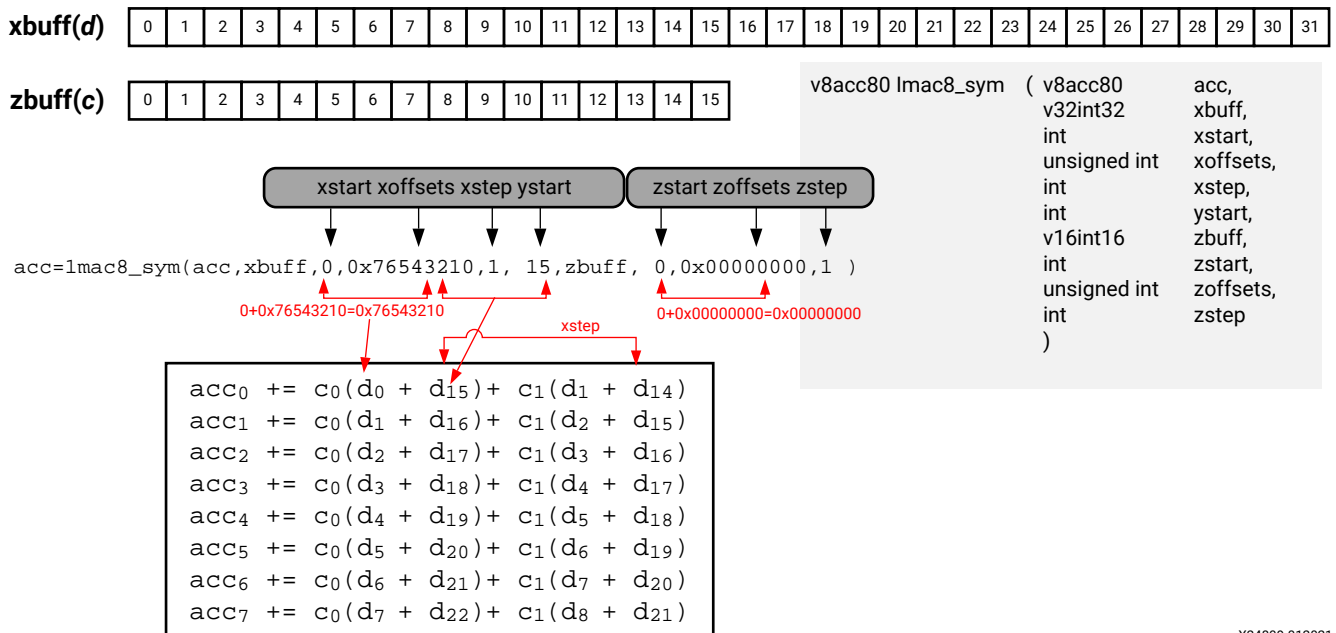 xbuff(d) 0 1 2 3 4 5 6 7 8 9 10 11 12 13 14 15 16 17 18 19 20 21 22 23 24 25 26 27 28 29 30 31
zbuff(c) 0 1 2 3 4 5 6 7 8 9 10 11 12 13 14 15
v8acc80 lmac8_sym ( v8acc80 acc,
v32int32 xbuff,
int xstart,
unsigned int xoffsets,
int xstep,
int ystart,
v16int16 zbuff,
int zstart,
unsigned int zoffsets,
int zstep
)
xstart xoffsets xstep ystart
zstart zoffsets zstep
acc=lmac8_sym(acc,xbuff,0,0x76543210,1, 15,zbuff, 0,0x00000000,1 )
0+0x76543210=0x76543210
0+0x00000000=0x00000000
xstep
acc₀ += c₀(d₀ + d₁₅)+ c₁(d₁ + d₁₄)
acc₁ += c₀(d₁ + d₁₆)+ c₁(d₂ + d₁₅)
acc₂ += c₀(d₂ + d₁₇)+ c₁(d₃ + d₁₆)
acc₃ += c₀(d₃ + d₁₈)+ c₁(d₄ + d₁₇)
acc₄ += c₀(d₄ + d₁₉)+ c₁(d₅ + d₁₈)
acc₅ += c₀(d₅ + d₂₀)+ c₁(d₆ + d₁₉)
acc₆ += c₀(d₆ + d₂₁)+ c₁(d₇ + d₂₀)
acc₇ += c₀(d₇ + d₂₂)+ c₁(d₈ + d₂₁)